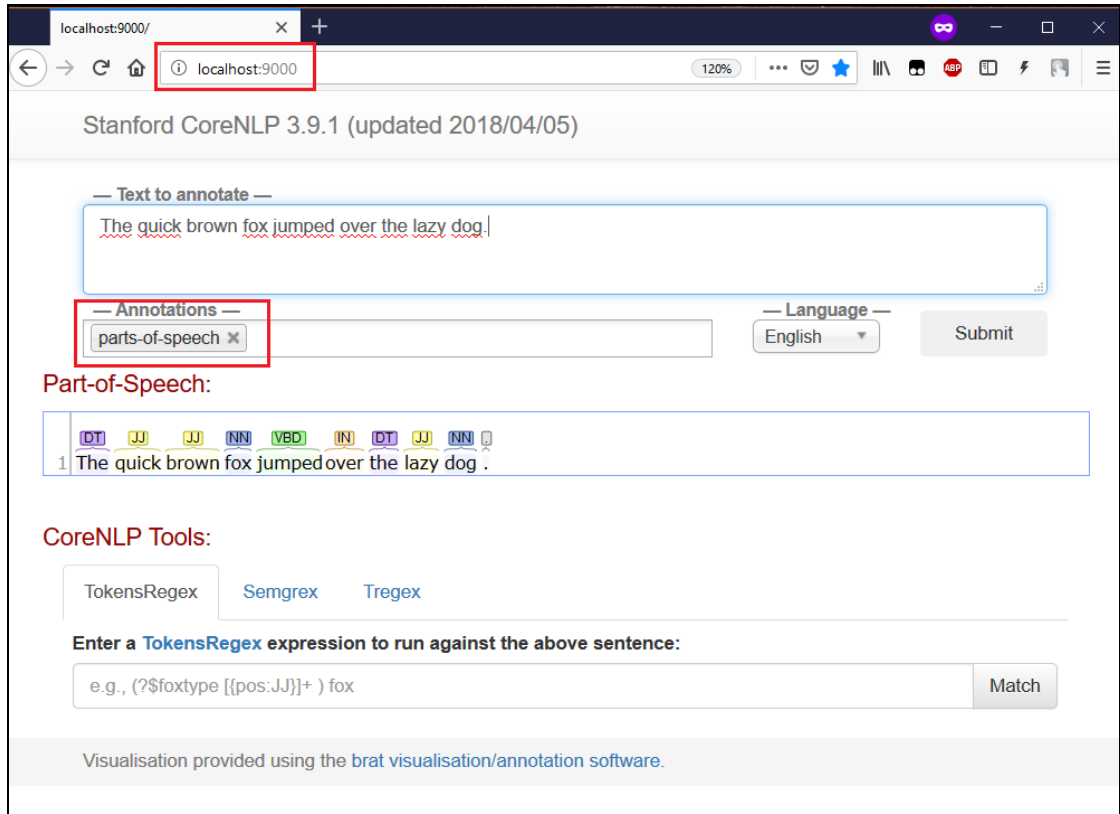 localhost:9000/
localhost:9000
120%
ABP
Stanford CoreNLP 3.9.1 (updated 2018/04/05)
— Text to annotate —
The quick brown fox jumped over the lazy dog.
— Annotations — — Language —
parts-of-speech × English Submit
Part-of-Speech:
DT JJ JJ NN VBD IN DT JJ NN .
1 The quick brown fox jumped over the lazy dog .
CoreNLP Tools:
TokensRegex Semgrex Tregex
Enter a TokensRegex expression to run against the above sentence:
e.g., (?$foxtype [{pos:JJ}]+ ) fox Match
Visualisation provided using the brat visualisation/annotation software.